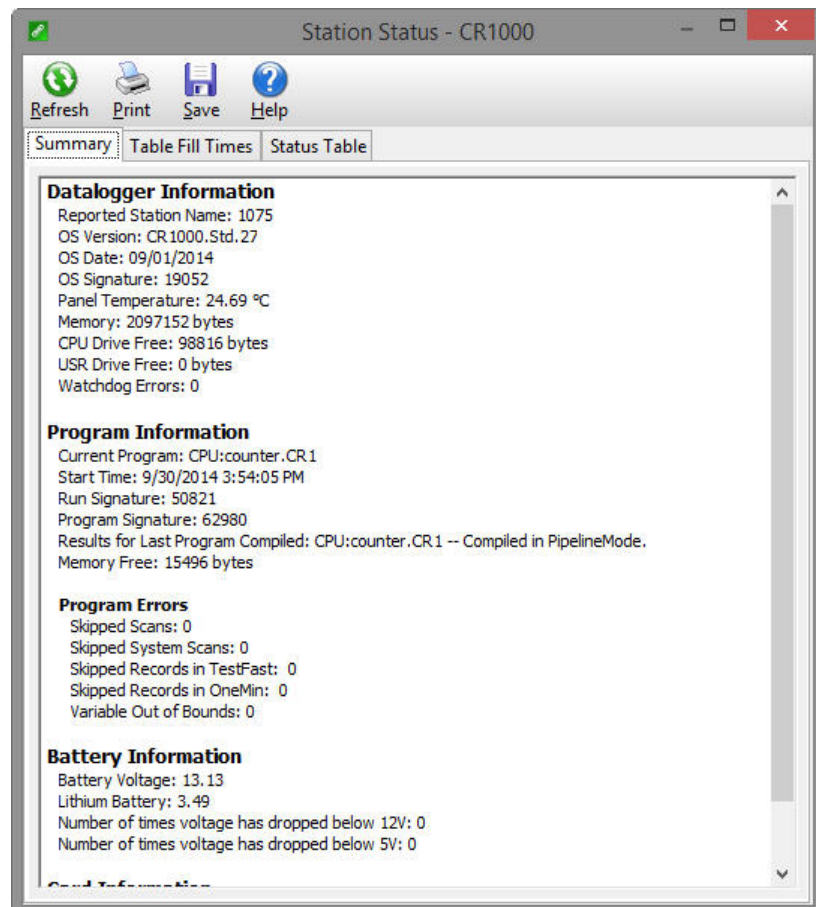 Station Status - CR1000
Refresh Print Save Help
Summary Table Fill Times Status Table
Datalogger Information
Reported Station Name: 1075
OS Version: CR1000.Std.27
OS Date: 09/01/2014
OS Signature: 19052
Panel Temperature: 24.69 °C
Memory: 2097152 bytes
CPU Drive Free: 98816 bytes
USR Drive Free: 0 bytes
Watchdog Errors: 0
Program Information
Current Program: CPU:counter.CR1
Start Time: 9/30/2014 3:54:05 PM
Run Signature: 50821
Program Signature: 62980
Results for Last Program Compiled: CPU:counter.CR1 -- Compiled in PipelineMode.
Memory Free: 15496 bytes
Program Errors
Skipped Scans: 0
Skipped System Scans: 0
Skipped Records in TestFast: 0
Skipped Records in OneMin: 0
Variable Out of Bounds: 0
Battery Information
Battery Voltage: 13.13
Lithium Battery: 3.49
Number of times voltage has dropped below 12V: 0
Number of times voltage has dropped below 5V: 0
Card Information